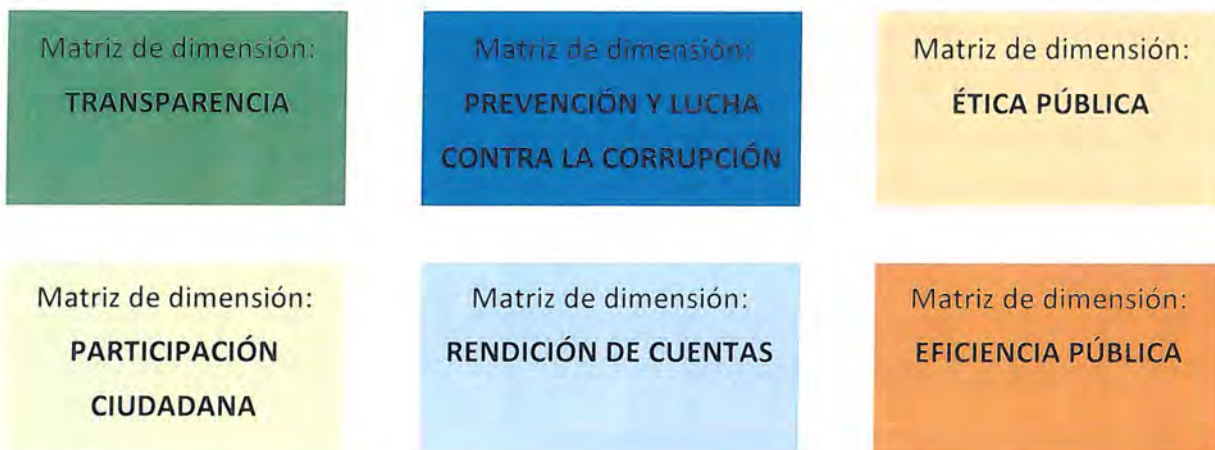 Matriz de dimensión:
TRANSPARENCIA
Matriz de dimensión:
PREVENCIÓN Y LUCHA
CONTRA LA CORRUPCIÓN
Matriz de dimensión:
ÉTICA PÚBLICA
Matriz de dimensión:
PARTICIPACIÓN
CIUDADANA
Matriz de dimensión:
RENDICIÓN DE CUENTAS
Matriz de dimensión:
EFICIENCIA PÚBLICA